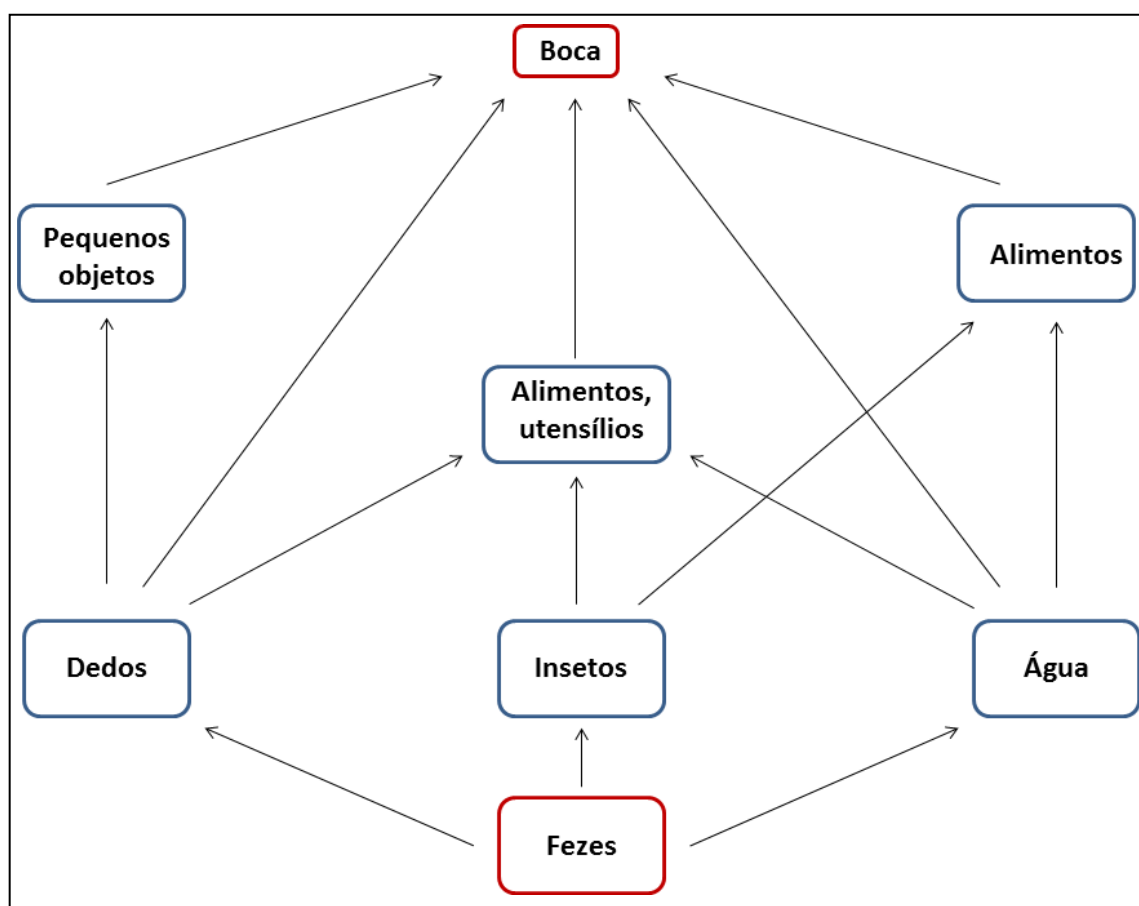 Boca
Pequenos
objetos
Alimentos
Alimentos,
utensílios
Dedos
Insetos
Água
Fezes